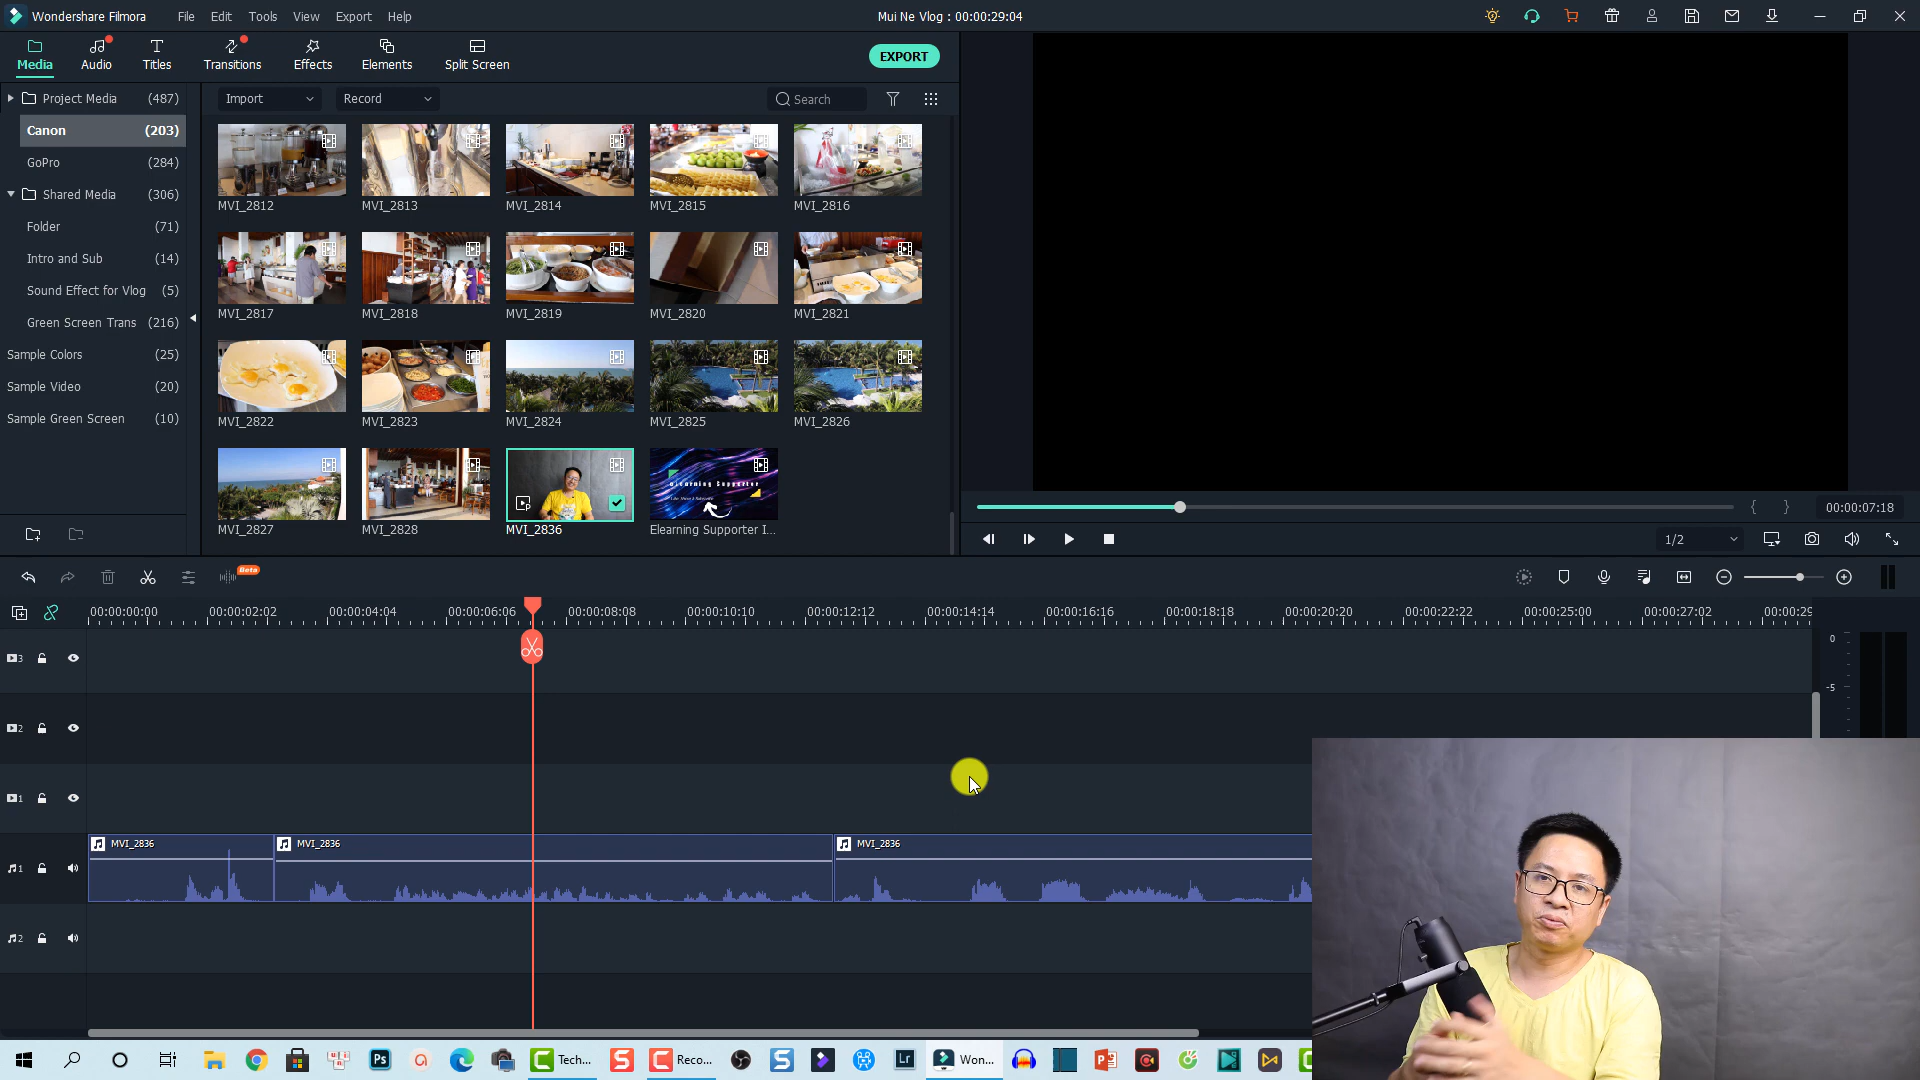 Wondershare Filmora File Edit Tools View Export Help Mui Ne Vlog : 00:00:29:04
Media Audio Titles Transitions Effects Elements Split Screen EXPORT
Project Media (487)
Canon (203)
GoPro (284)
Shared Media (306)
Folder (71)
Intro and Sub (14)
Sound Effect for Vlog (5)
Green Screen Trans (216)
Sample Colors (25)
Sample Video (20)
Sample Green Screen (10)
Import Record Search
MVI_2812 MVI_2813 MVI_2814 MVI_2815 MVI_2816
MVI_2817 MVI_2818 MVI_2819 MVI_2820 MVI_2821
MVI_2822 MVI_2823 MVI_2824 MVI_2825 MVI_2826
Elearning Supporter
MVI_2827 MVI_2828 MVI_2836 Elearning Supporter I...
00:00:07:18
1/2
Beta
00:00:00:00 00:00:02:02 00:00:04:04 00:00:06:06 00:00:08:08 00:00:10:10 00:00:12:12 00:00:14:14 00:00:16:16 00:00:18:18 00:00:20:20 00:00:22:22 00:00:25:00 00:00:27:02 00:00:29
0
-5
3
2
1
MVI_2836 MVI_2836 MVI_2836
1
2
Ps Tech... Reco... Lr Won...